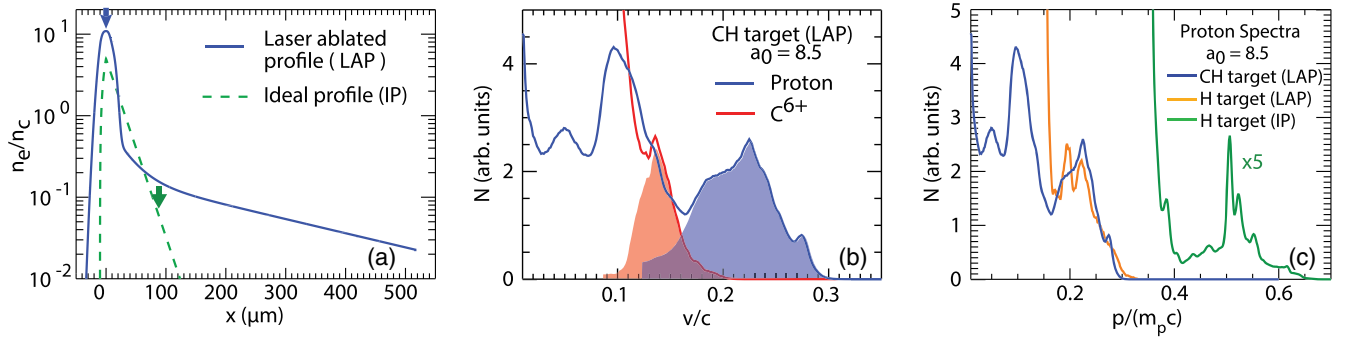 10¹
10⁰
10⁻¹
10⁻²
nₑ/n꜀
0
100
200
300
400
500
x (μm)
Laser ablated
profile ( LAP )
Ideal profile (IP)
(a)
0
2
4
N (arb. units)
0.1
0.2
0.3
v/c
CH target (LAP)
a₀ = 8.5
Proton
C⁶⁺
(b)
0
1
2
3
4
5
N (arb. units)
0.2
0.4
0.6
p/(mₚc)
Proton Spectra
a₀ = 8.5
CH target (LAP)
H target (LAP)
H target (IP)
x5
(c)